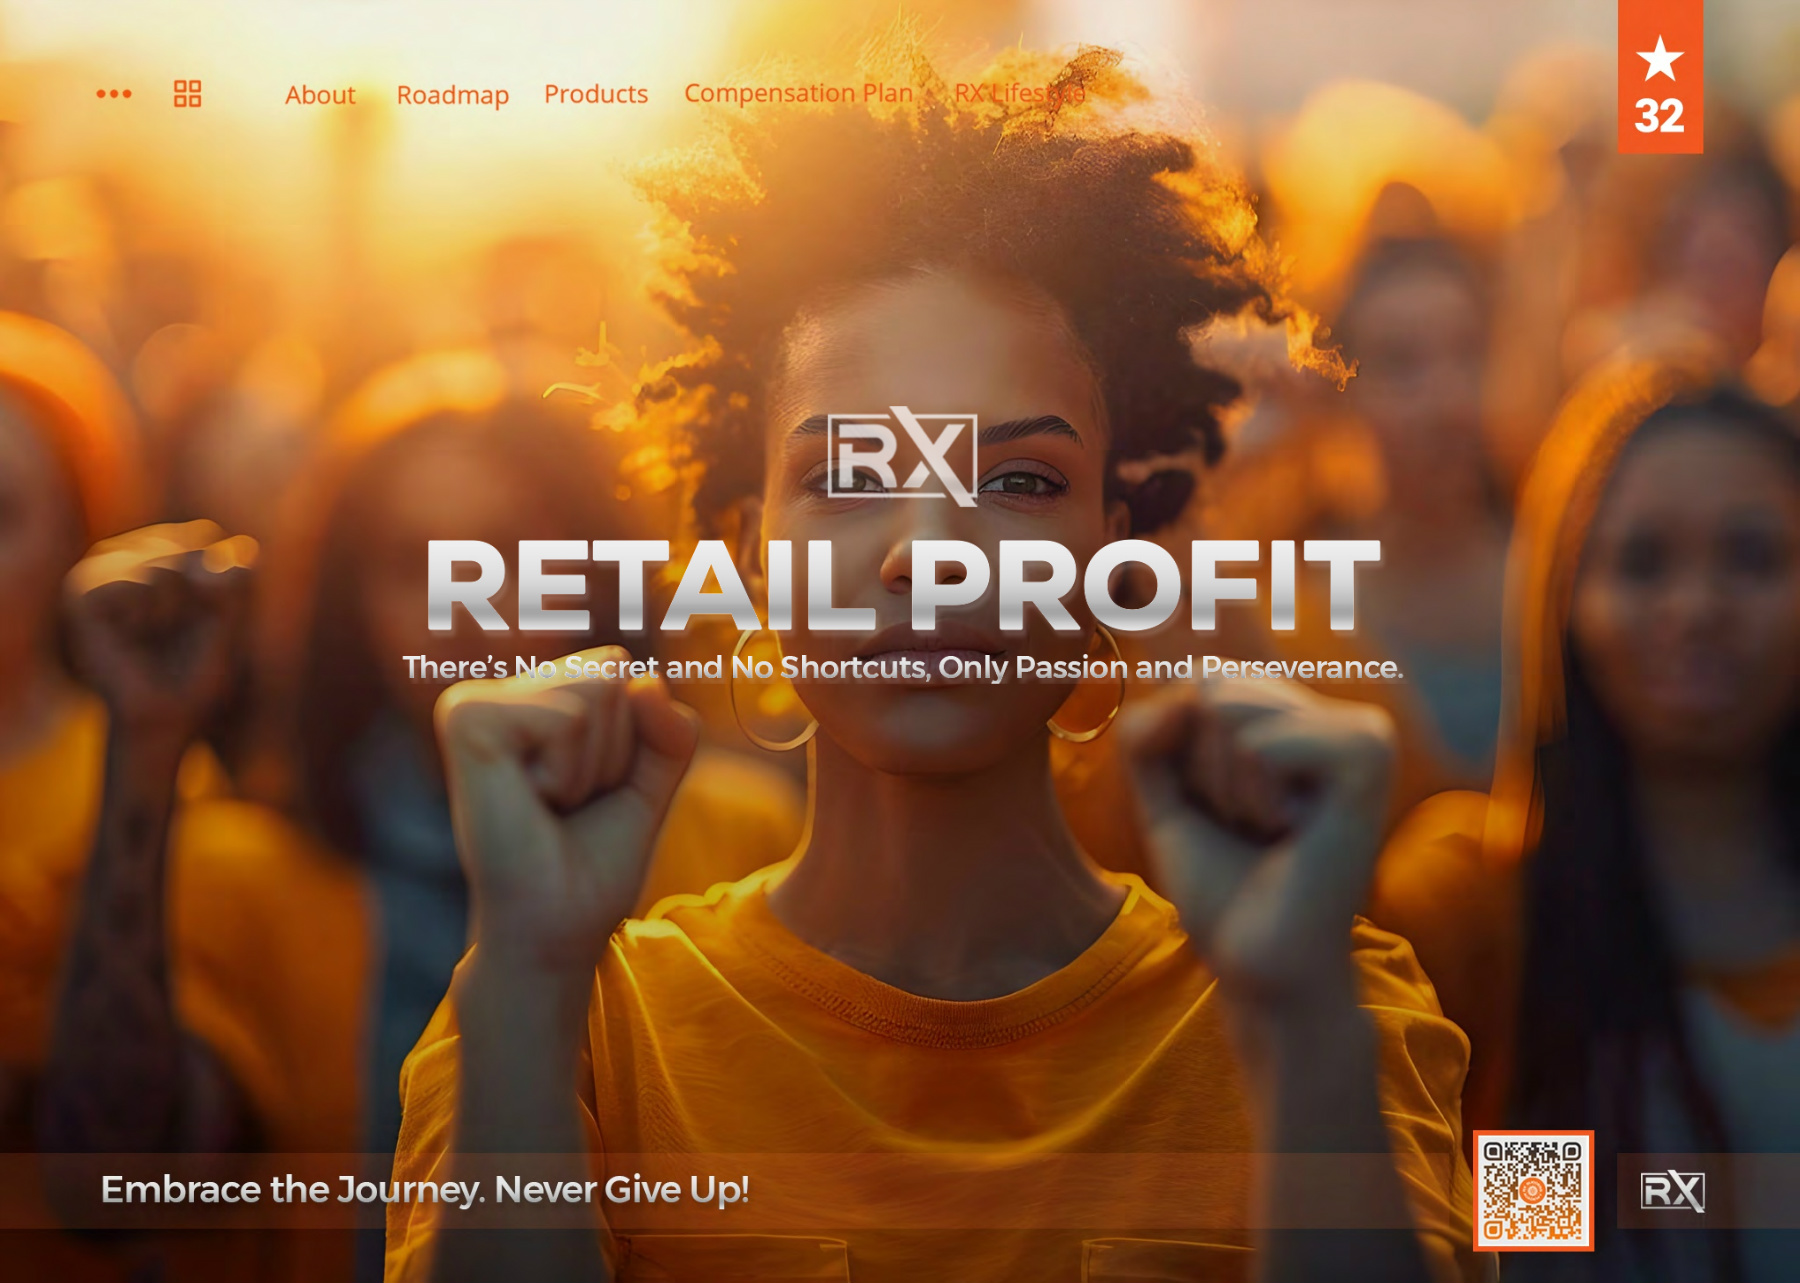 About Roadmap Products Compensation Plan RX Lifestyle
32
RX
RETAIL PROFIT
There's No Secret and No Shortcuts, Only Passion and Perseverance.
Embrace the Journey. Never Give Up!
RX